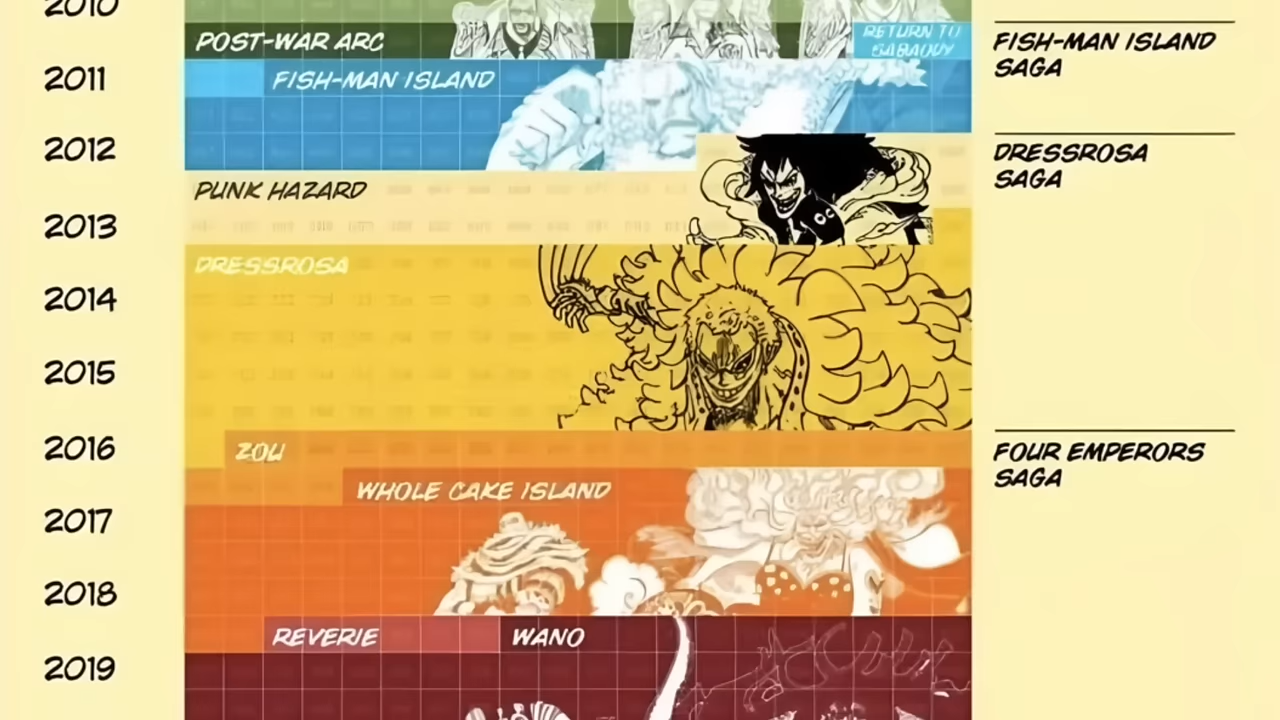 2010
POST-WAR ARC
RETURN TO
SABAODY
FISH-MAN ISLAND
SAGA
2011
FISH-MAN ISLAND
2012
DRESSROSA
SAGA
PUNK HAZARD
2013
DRESSROSA
2014
2015
2016
ZOU
FOUR EMPERORS
SAGA
WHOLE CAKE ISLAND
2017
2018
REVERIE
WANO
2019